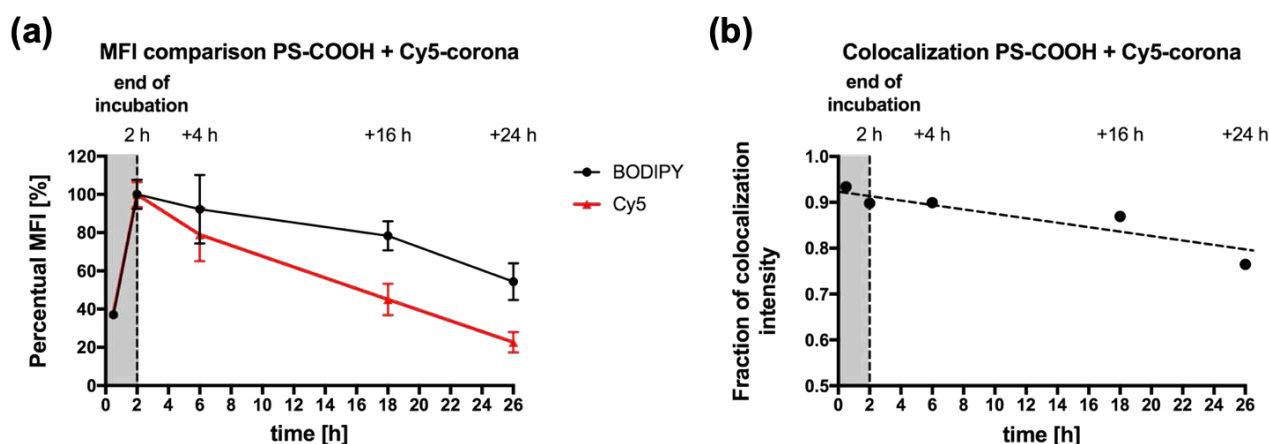 (a)
MFI comparison PS-COOH + Cy5-corona
end of
incubation
2 h +4 h +16 h +24 h
Percentual MFI [%]
120
100
80
60
40
20
0
0 2 4 6 8 10 12 14 16 18 20 22 24 26
time [h]
BODIPY
Cy5
(b)
Colocalization PS-COOH + Cy5-corona
end of
incubation
2 h +4 h +16 h +24 h
Fraction of colocalization
intensity
1.0
0.9
0.8
0.7
0.6
0.5
0 2 4 6 8 10 12 14 16 18 20 22 24 26
time [h]